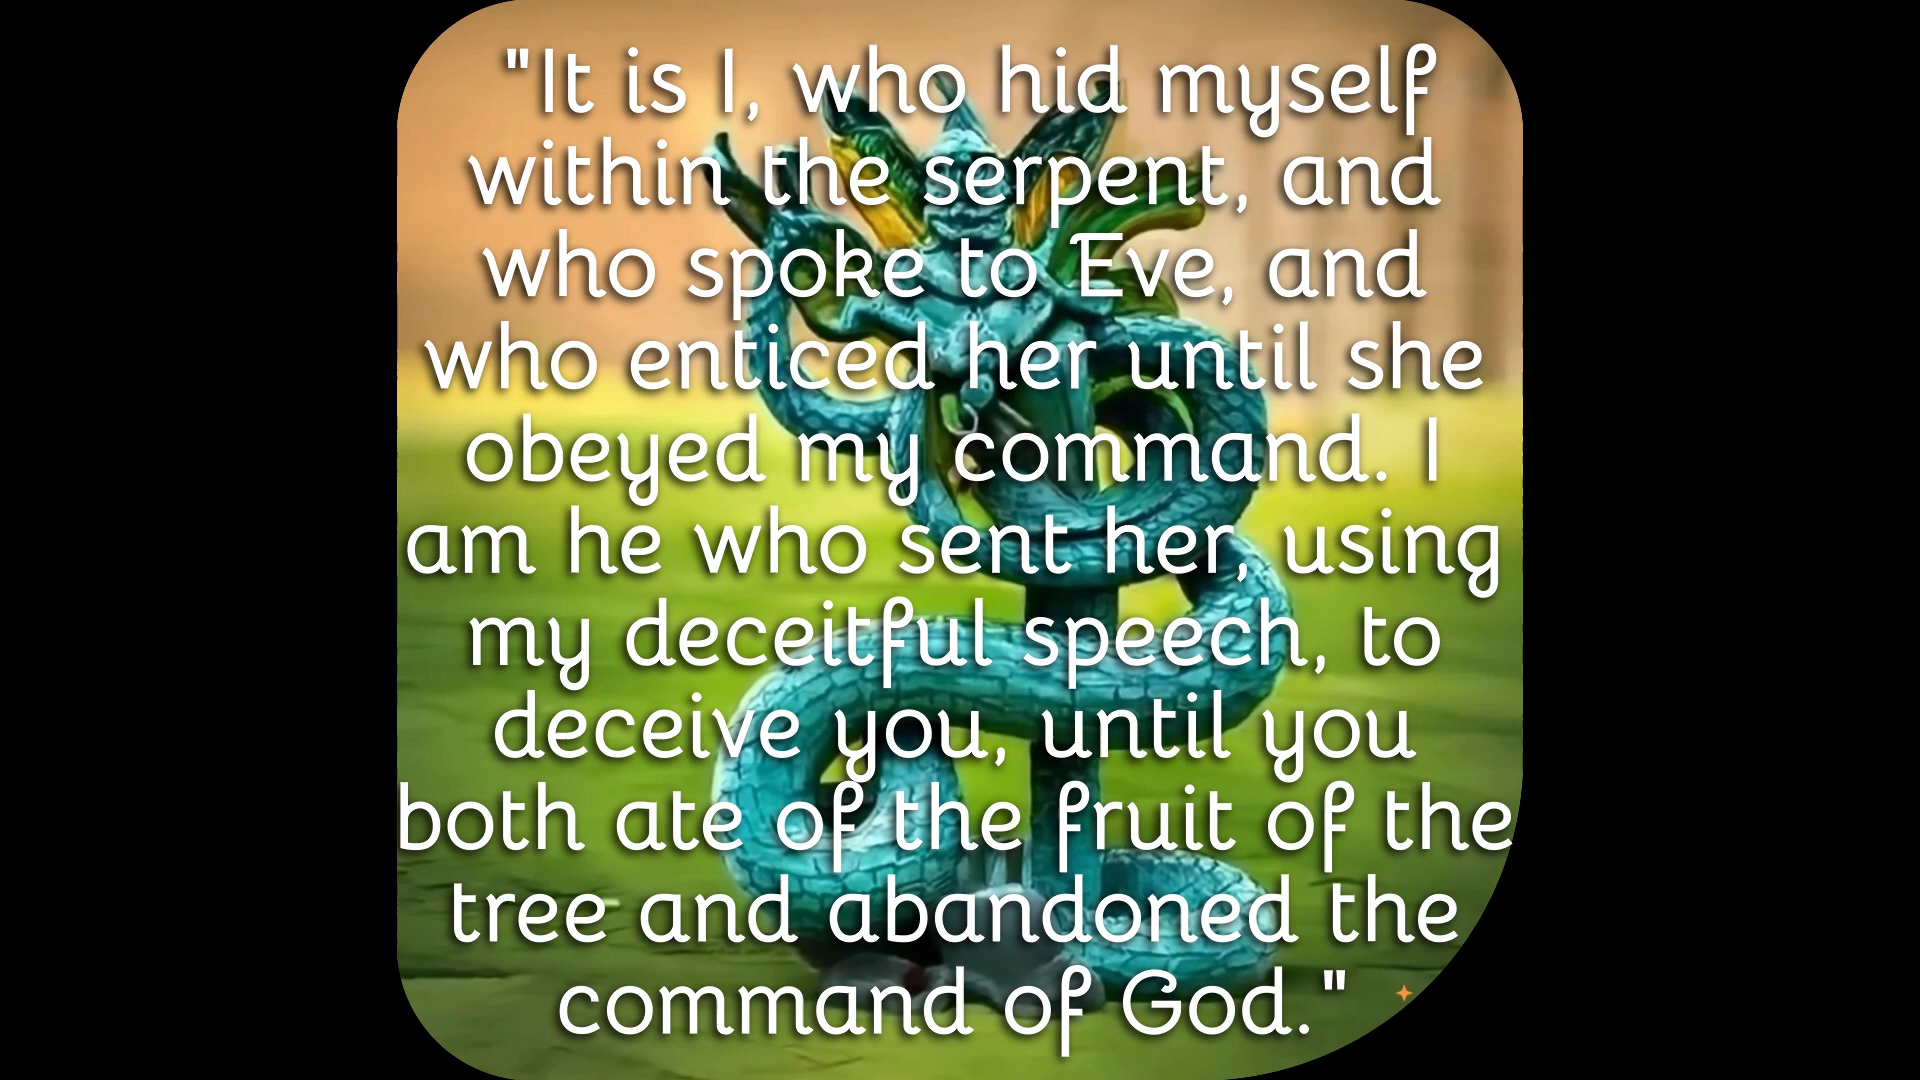 "It is I, who hid myself
within the serpent, and
who spoke to Eve, and
who enticed her until she
obeyed my command. I
am he who sent her, using
my deceitful speech, to
deceive you, until you
both ate of the fruit of the
tree and abandoned the
command of God."